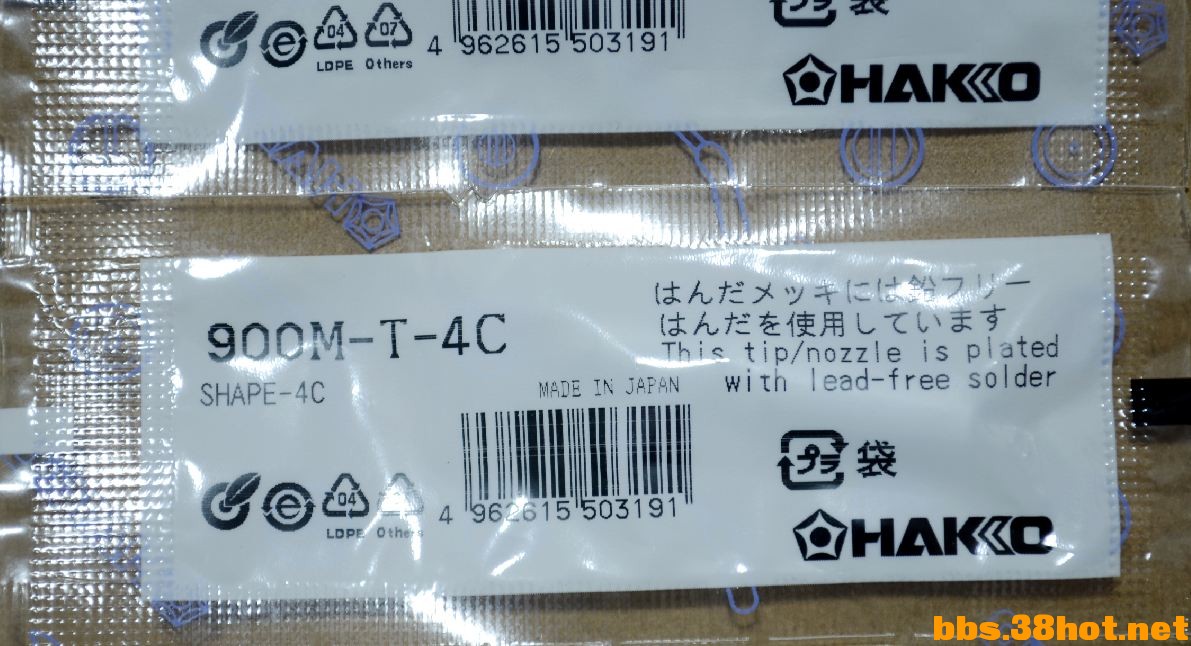 04 07
LDPE Others
4 962615 503191
袋
HAKKO
900M-T-4C
SHAPE-4C
はんだメッキには鉛フリー
はんだを使用しています
This tip/nozzle is plated
with lead-free solder
MADE IN JAPAN
プラ 袋
04
LDPE Others
4 962615 503191
HAKKO
bbs.38hot.net